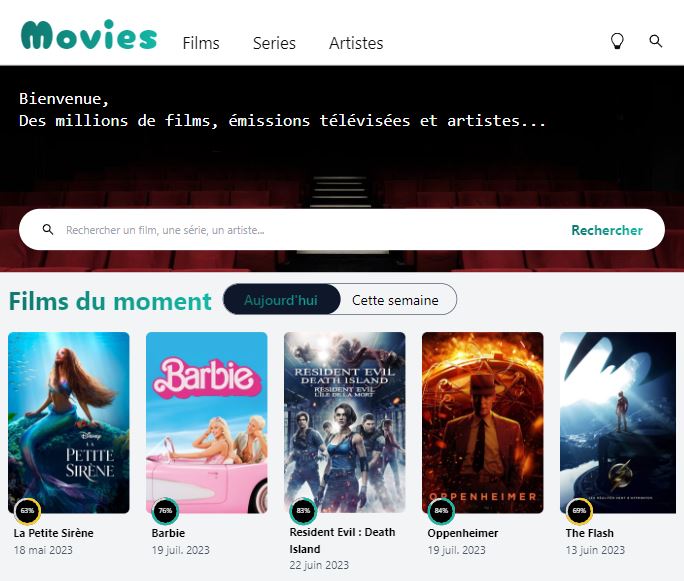 Movies
Films
Series
Artistes
Bienvenue,
Des millions de films, émissions télévisées et artistes...
Rechercher un film, une série, un artiste...
Rechercher
Films du moment
Aujourd'hui
Cette semaine
Disney
LA
PETITE
SIRÈNE
63%
La Petite Sirène
18 mai 2023
Barbie
76%
Barbie
19 juil. 2023
RESIDENT EVIL
DEATH ISLAND
RESIDENT EVIL
L'ÎLE DE LA MORT
83%
Resident Evil : Death
Island
22 juin 2023
OPPENHEIMER
84%
Oppenheimer
19 juil. 2023
69%
The Flash
13 juin 2023